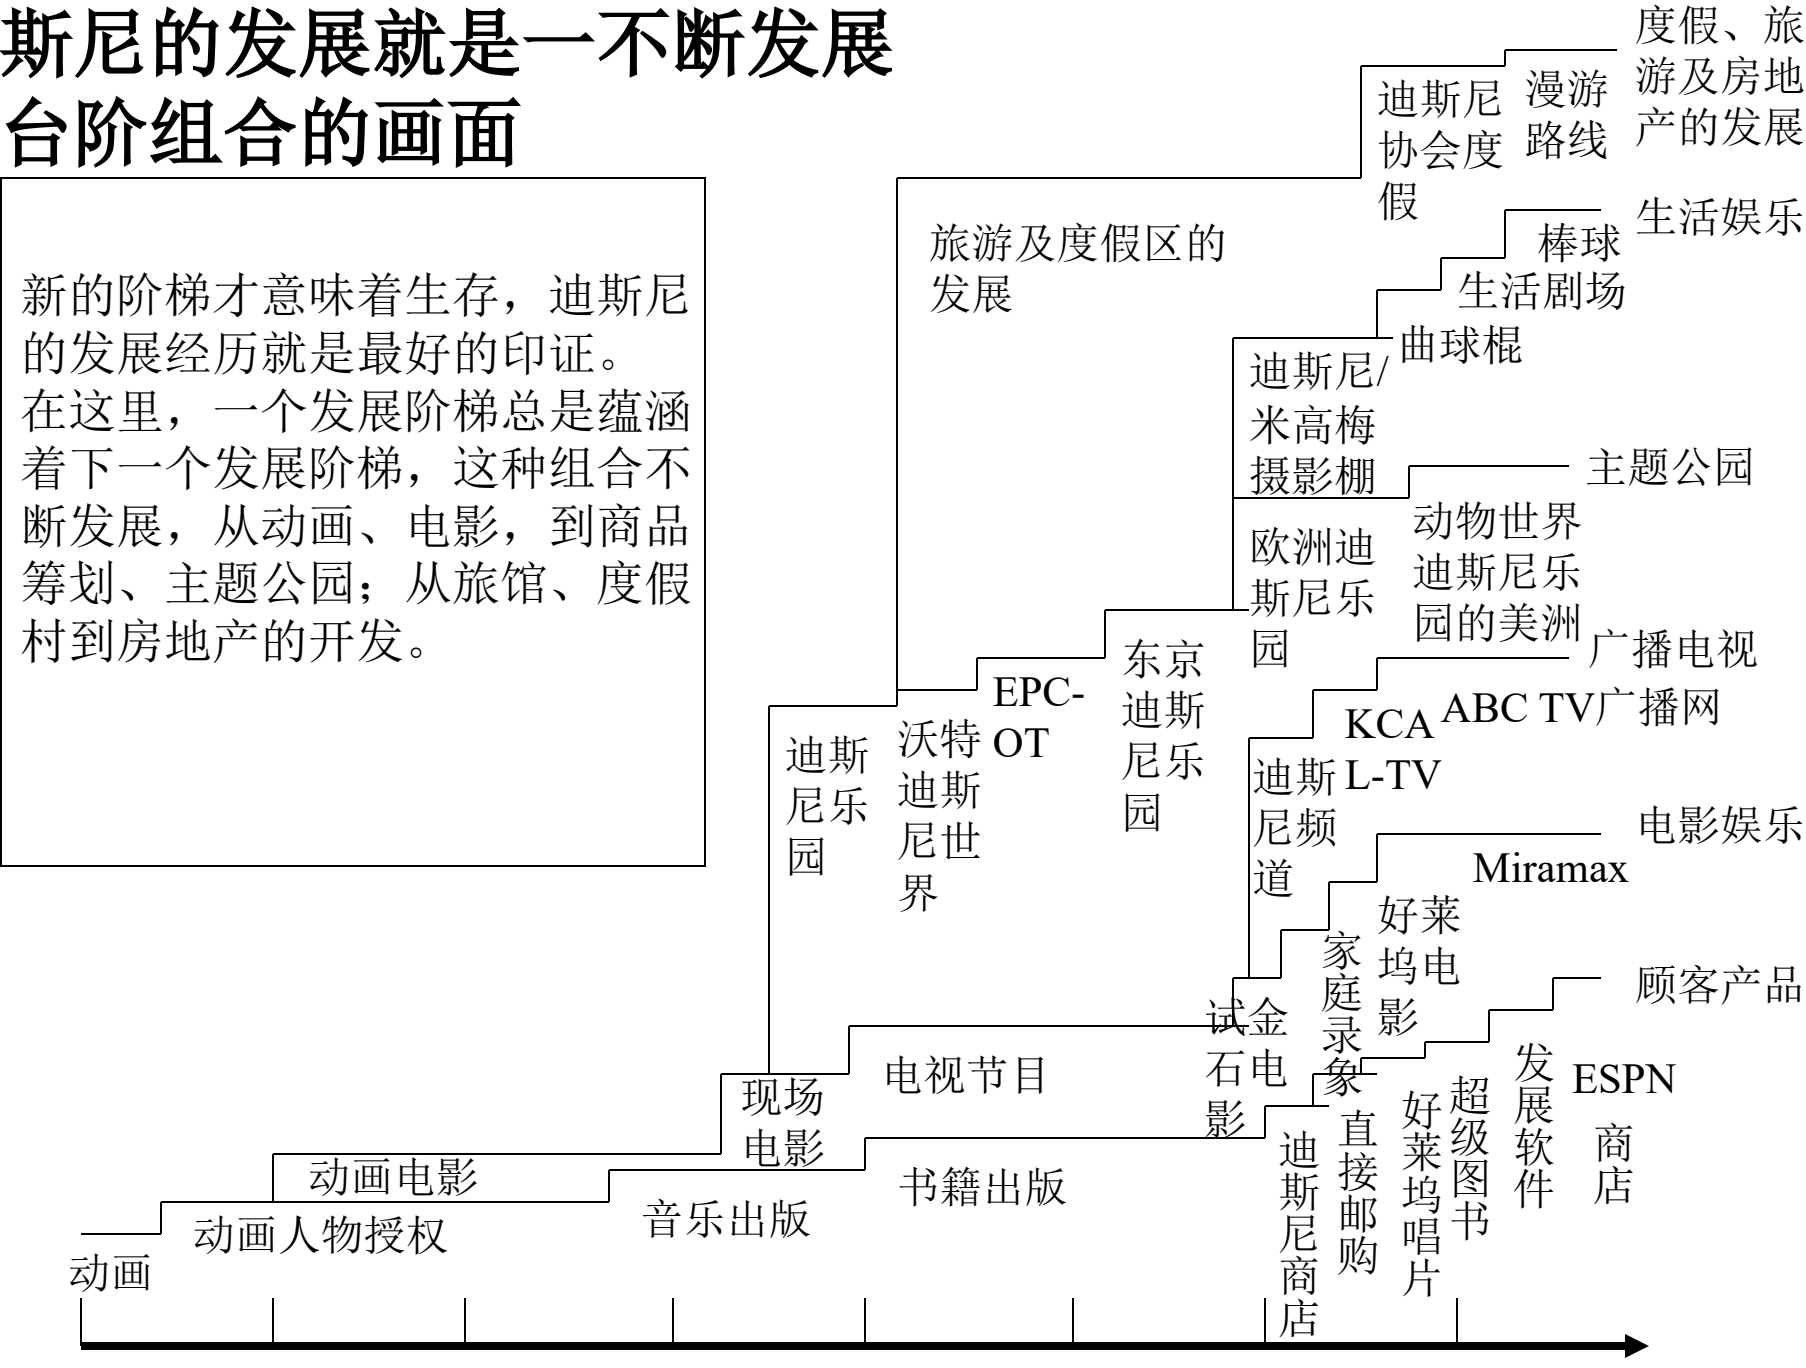 斯尼的发展就是一不断发展
台阶组合的画面
新的阶梯才意味着生存，迪斯尼
的发展经历就是最好的印证。
在这里，一个发展阶梯总是蕴涵
着下一个发展阶梯，这种组合不
断发展，从动画、电影，到商品
筹划、主题公园；从旅馆、度假
村到房地产的开发。
度假、旅
游及房地
产的发展
漫游
路线
迪斯尼
协会度
假
旅游及度假区的
发展
生活娱乐
棒球
生活剧场
曲球棍
迪斯尼/
米高梅
摄影棚
主题公园
动物世界
迪斯尼乐
园的美洲
欧洲迪
斯尼乐
园
东京
迪斯
尼乐
园
EPC-
OT
沃特
迪斯
尼世
界
迪斯
尼乐
园
广播电视
ABC TV广播网
KCA
L-TV
迪斯
尼频
道
电影娱乐
Miramax
好莱
坞电
影
家庭录象
试金
石电
影
电视节目
现场
电影
动画电影
动画人物授权
动画
音乐出版
书籍出版
顾客产品
迪斯尼商店
直接邮购
好莱坞唱片
超级图书
发展软件
ESPN
商店